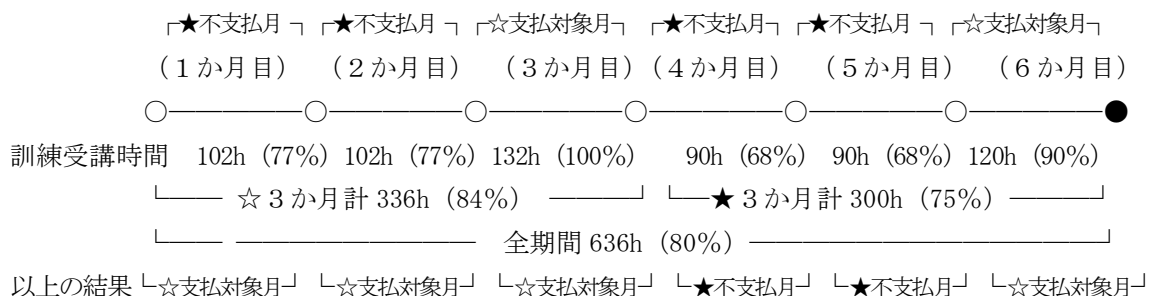 ┌★不支払月 ┐┌★不支払月 ┐┌☆支払対象月┐ ┌★不支払月┐┌★不支払月 ┐┌☆支払対象月┐
(1か月目) (2か月目) (3か月目)(4か月目) (5か月目) (6か月目)
○―――――○―――――○―――――○―――――○―――――○―――――●
訓練受講時間 102h (77%) 102h (77%) 132h (100%) 90h (68%) 90h (68%) 120h (90%)
└―― ☆3か月計 336h (84%) ―――┘ └―★3か月計 300h (75%) ―――┘
└―― ――――――――― 全期間 636h (80%) ―――――――――――――┘
以上の結果└☆支払対象月┘ └☆支払対象月┘ └☆支払対象月┘ └★不支払月┘ └★不支払月┘ └☆支払対象月┘